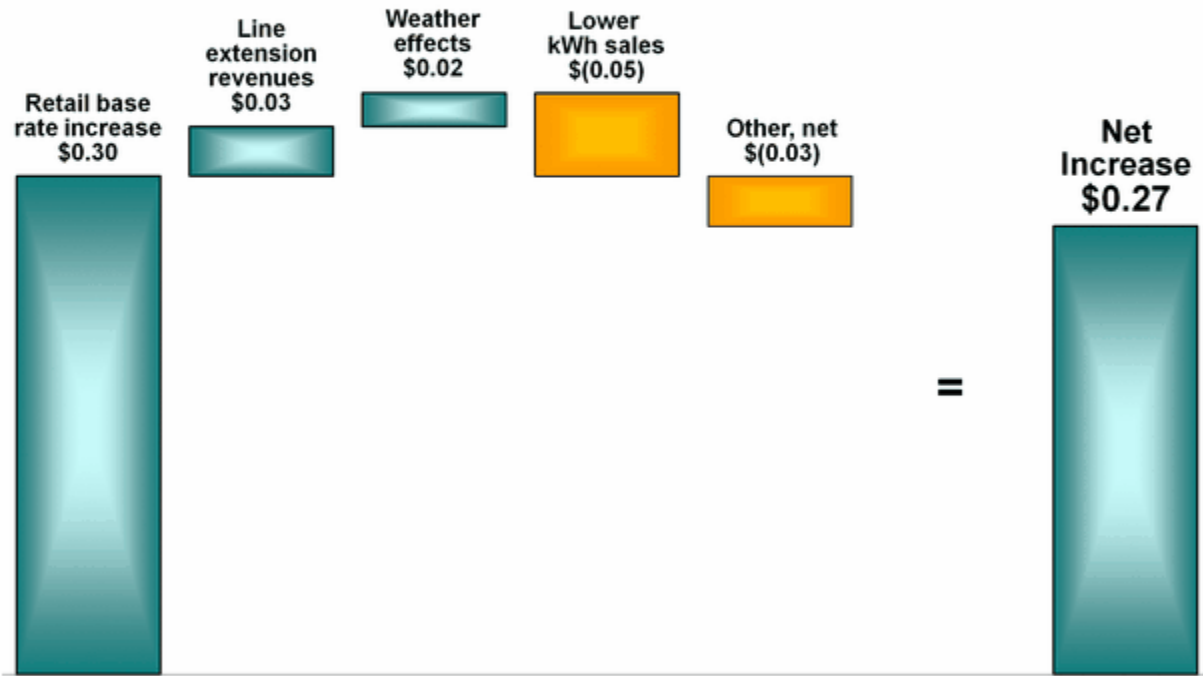 Retail base
rate increase
$0.30
Line
extension
revenues
$0.03
Weather
effects
$0.02
Lower
kWh sales
$(0.05)
Other, net
$(0.03)
=
Net
Increase
$0.27